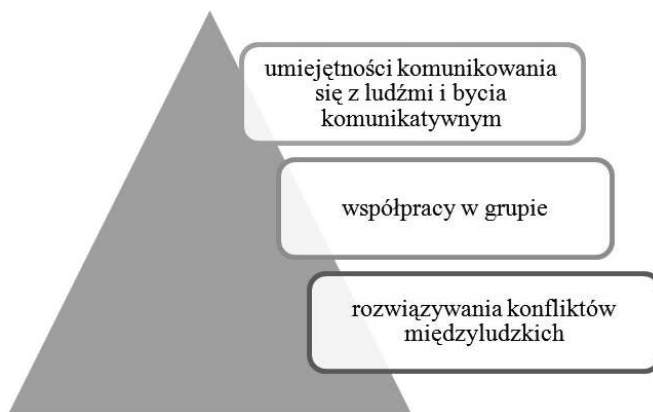 umiejętności komunikowania
się z ludźmi i bycia
komunikatywnym
współpracy w grupie
rozwiązywania konfliktów
międzyludzkich